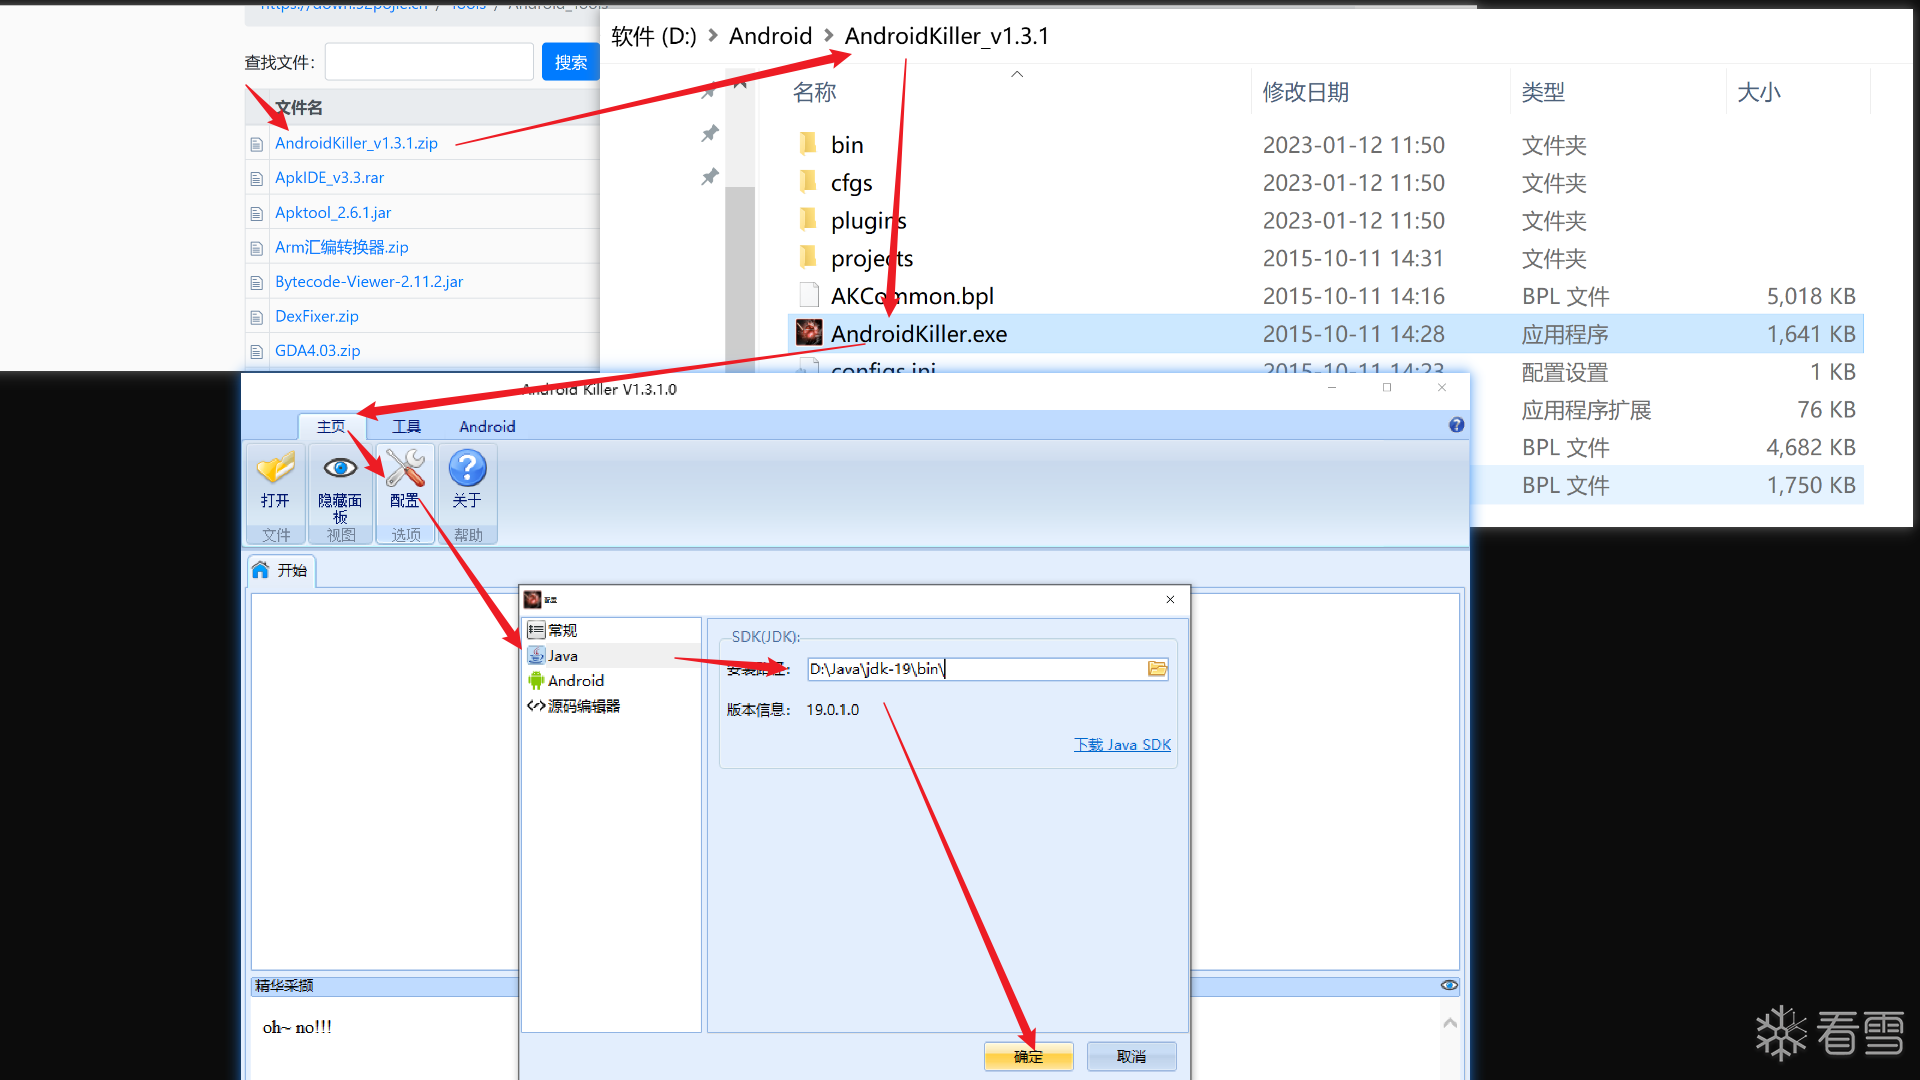 https://down.52pojie.cn / Tools / Android_Tools
查找文件：
搜索
文件名
AndroidKiller_v1.3.1.zip
ApkIDE_v3.3.rar
Apktool_2.6.1.jar
Arm汇编转换器.zip
Bytecode-Viewer-2.11.2.jar
DexFixer.zip
GDA4.03.zip
软件 (D:) > Android > AndroidKiller_v1.3.1
名称 修改日期 类型 大小
bin 2023-01-12 11:50 文件夹
cfgs 2023-01-12 11:50 文件夹
plugins 2023-01-12 11:50 文件夹
projects 2015-10-11 14:31 文件夹
AKCommon.bpl 2015-10-11 14:16 BPL 文件 5,018 KB
AndroidKiller.exe 2015-10-11 14:28 应用程序 1,641 KB
configs.ini 2015-10-11 14:23 配置设置 1 KB
应用程序扩展 76 KB
BPL 文件 4,682 KB
BPL 文件 1,750 KB
Android Killer V1.3.1.0
主页 工具 Android
打开
隐藏面板
配置
关于
文件 视图 选项 帮助
开始
配置
常规
Java
Android
源码编辑器
SDK(JDK):
安装路径: D:\Java\jdk-19\bin\
版本信息: 19.0.1.0
下载 Java SDK
确定 取消
精华采撷
oh~ no!!!
看雪